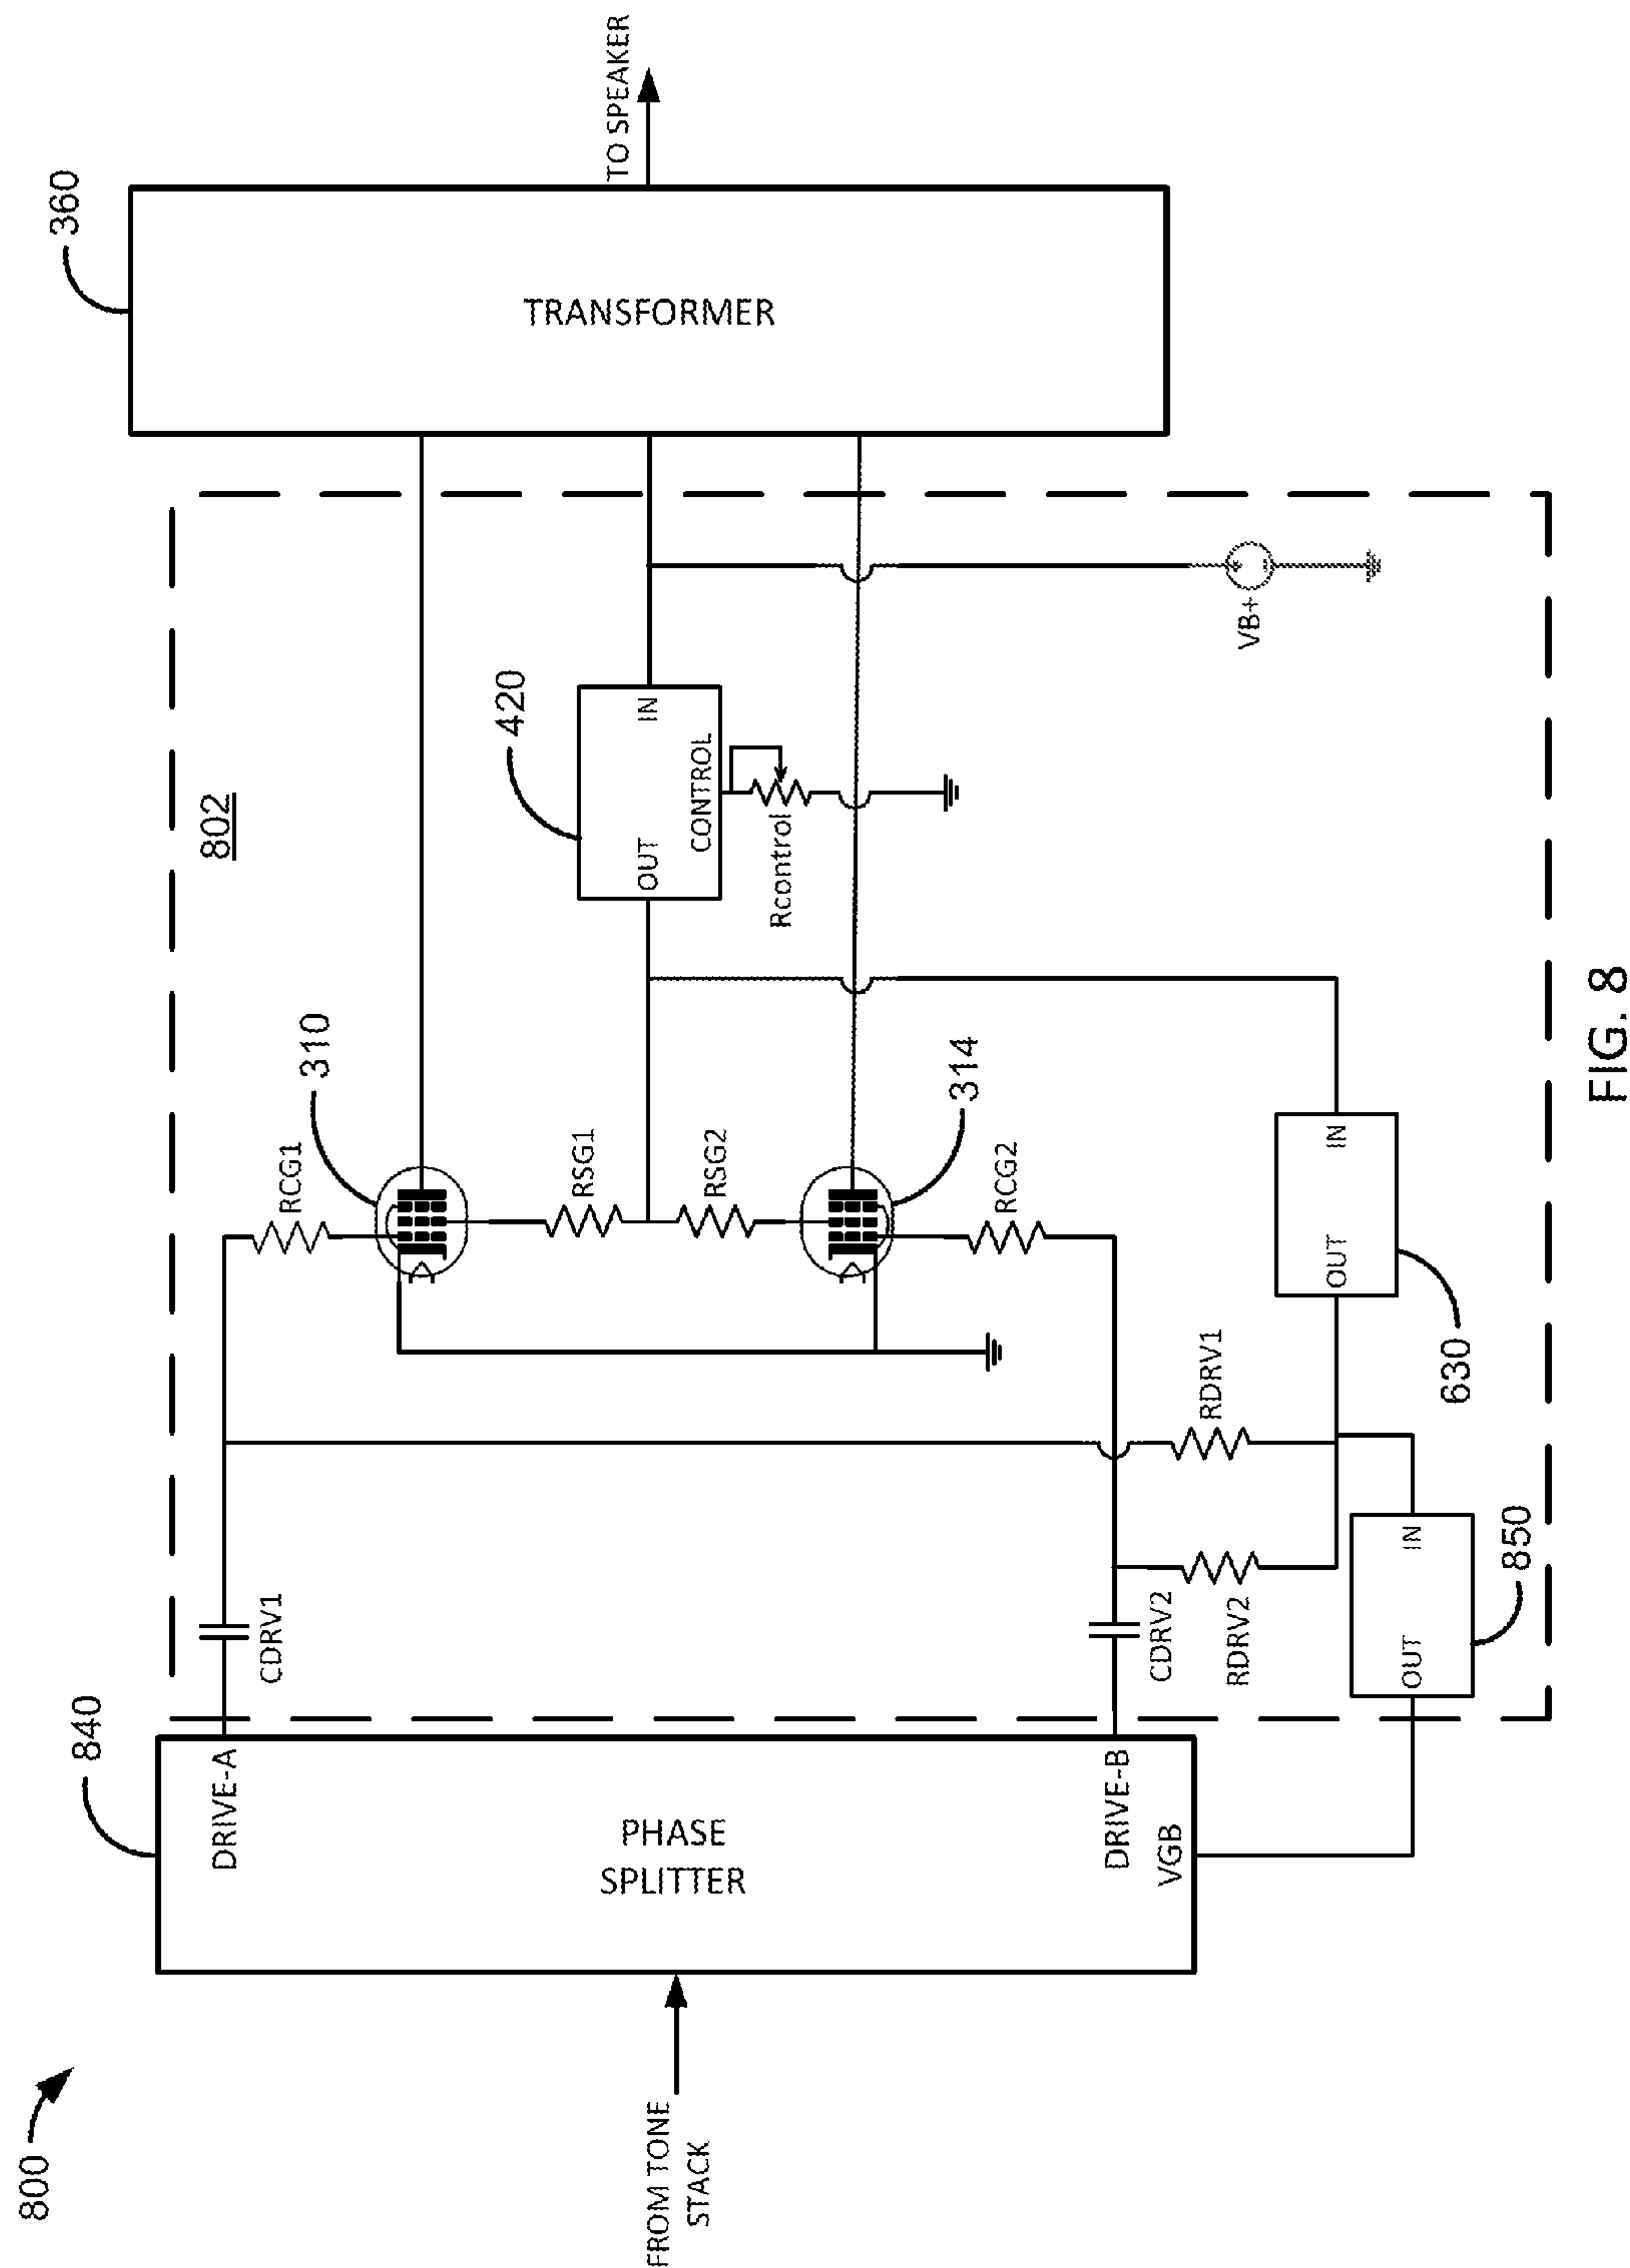 800
FROM TONE
STACK
840
DRIVE-A
PHASE
SPLITTER
DRIVE-B
VGB
802
CDRV1
CDRV2
RDRV2
RDRV1
OUT
IN
850
OUT
IN
630
RCG1
310
RSG1
RSG2
314
RCG2
420
OUT
IN
CONTROL
Rcontrol
VB+
360
TRANSFORMER
TO SPEAKER
FIG. 8